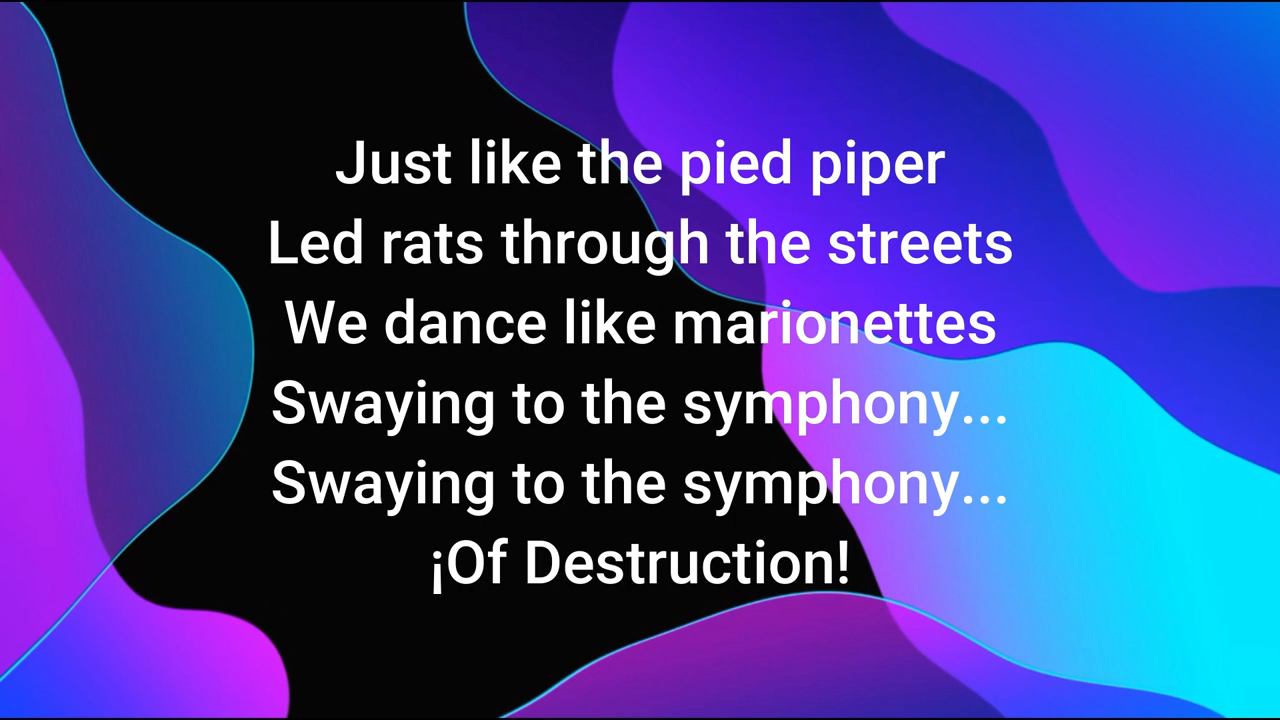 Just like the pied piper
Led rats through the streets
We dance like marionettes
Swaying to the symphony...
Swaying to the symphony...
¡Of Destruction!